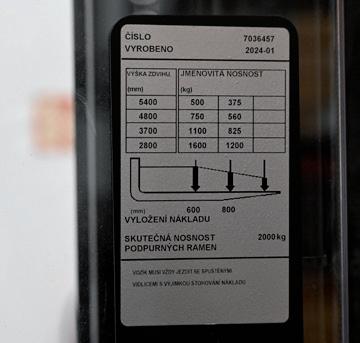 ČÍSLO 7036457
VYROBENO 2024-01
VÝŠKA ZDVIHU. JMENOVITÁ NOSNOST
(mm) (kg)
5400 500 375
4800 750 560
3700 1100 825
2800 1600 1200
(mm) 600 800
VYLOŽENÍ NÁKLADU
SKUTEČNÁ NOSNOST 2000 kg
PODPURNÝCH RAMEN
VOZÍK MUSÍ VŽDY JEZDIT SE SPUSTĚNÝMI
VIDLICEMI S VÝJIMKOU STOHOVÁNÍ NÁKLADU